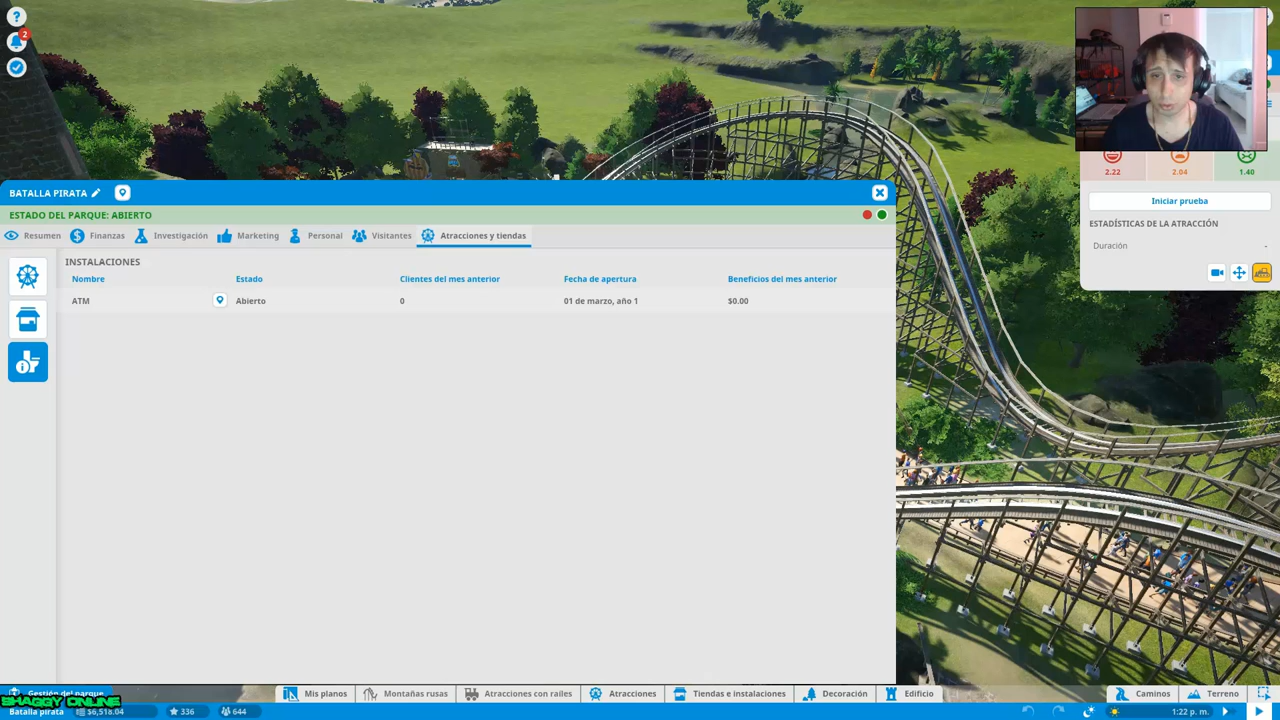 ?
2
BATALLA PIRATA
ESTADO DEL PARQUE: ABIERTO
Resumen
Finanzas
Investigación
Marketing
Personal
Visitantes
Atracciones y tiendas
INSTALACIONES
Nombre Estado Clientes del mes anterior Fecha de apertura Beneficios del mes anterior
ATM Abierto 0 01 de marzo, año 1 $0.00
2.22 2.04 1.40
Iniciar prueba
ESTADÍSTICAS DE LA ATRACCIÓN
Duración -
Gestión del parque
SHAGGY ONLINE
Mis planos
Montañas rusas
Atracciones con raíles
Atracciones
Tiendas e instalaciones
Decoración
Edificio
Caminos
Terreno
Batalla pirata $6,518.04 336 644 1:22 p. m.